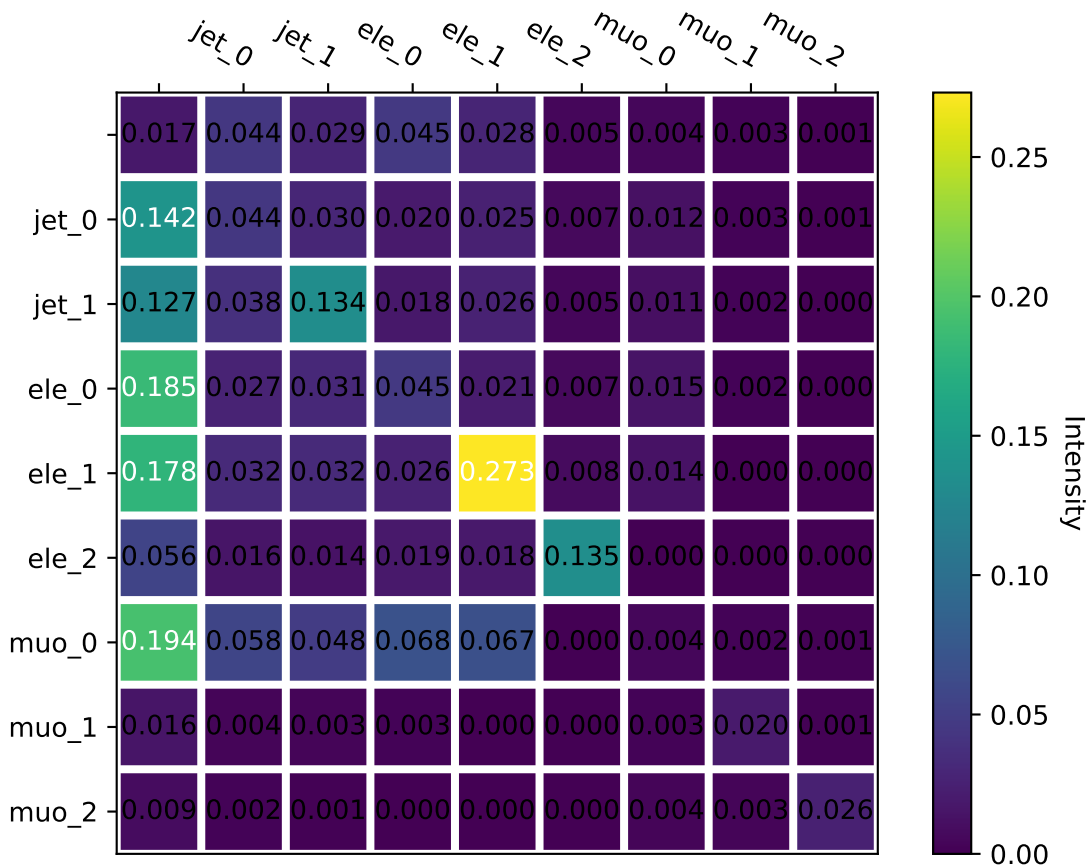 jet_0 jet_1 ele_0 ele_1 ele_2 muo_0 muo_1 muo_2
0.017 0.044 0.029 0.045 0.028 0.005 0.004 0.003 0.001
jet_0 0.142 0.044 0.030 0.020 0.025 0.007 0.012 0.003 0.001
jet_1 0.127 0.038 0.134 0.018 0.026 0.005 0.011 0.002 0.000
ele_0 0.185 0.027 0.031 0.045 0.021 0.007 0.015 0.002 0.000
ele_1 0.178 0.032 0.032 0.026 0.273 0.008 0.014 0.000 0.000
ele_2 0.056 0.016 0.014 0.019 0.018 0.135 0.000 0.000 0.000
muo_0 0.194 0.058 0.048 0.068 0.067 0.000 0.004 0.002 0.001
muo_1 0.016 0.004 0.003 0.003 0.000 0.000 0.003 0.020 0.001
muo_2 0.009 0.002 0.001 0.000 0.000 0.000 0.004 0.003 0.026
0.25
0.20
0.15
0.10
0.05
0.00
Intensity